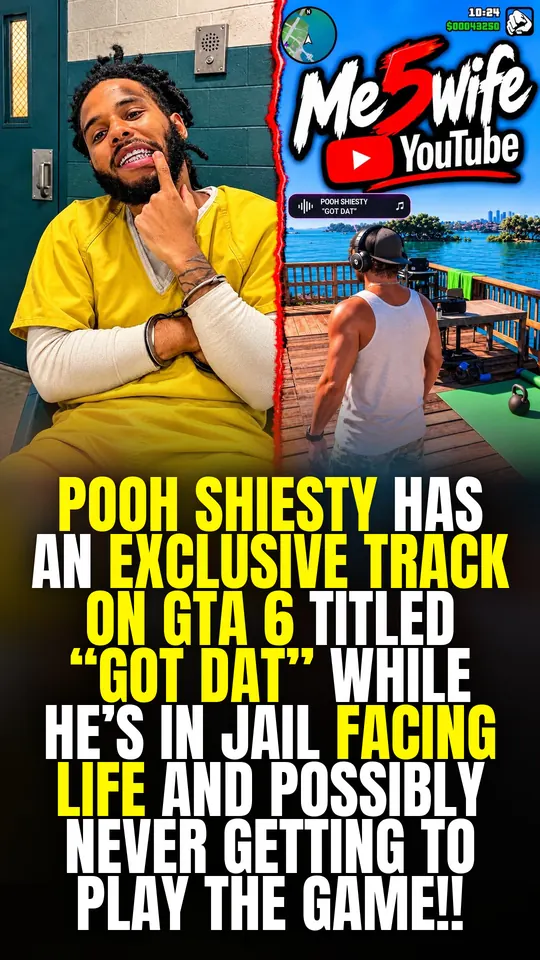 N
10:24
$00043250
Me5wife
YouTube
POOH SHIESTY
"GOT DAT"
POOH SHIESTY HAS
AN EXCLUSIVE TRACK
ON GTA 6 TITLED
“GOT DAT” WHILE
HE’S IN JAIL FACING
LIFE AND POSSIBLY
NEVER GETTING TO
PLAY THE GAME!!